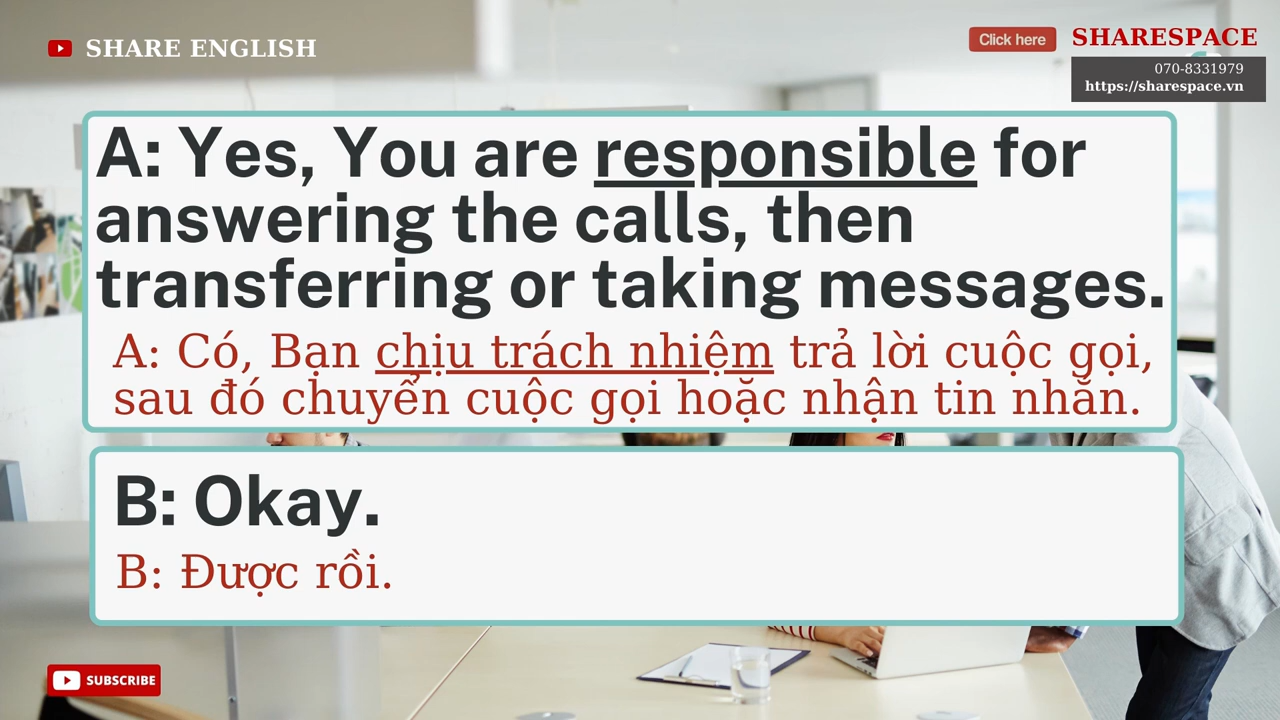 SHARE ENGLISH
Click here
SHARESPACE
070-8331979
https://sharespace.vn
A: Yes, You are responsible for
answering the calls, then
transferring or taking messages.
A: Có, Bạn chịu trách nhiệm trả lời cuộc gọi,
sau đó chuyển cuộc gọi hoặc nhận tin nhắn.
B: Okay.
B: Được rồi.
SUBSCRIBE